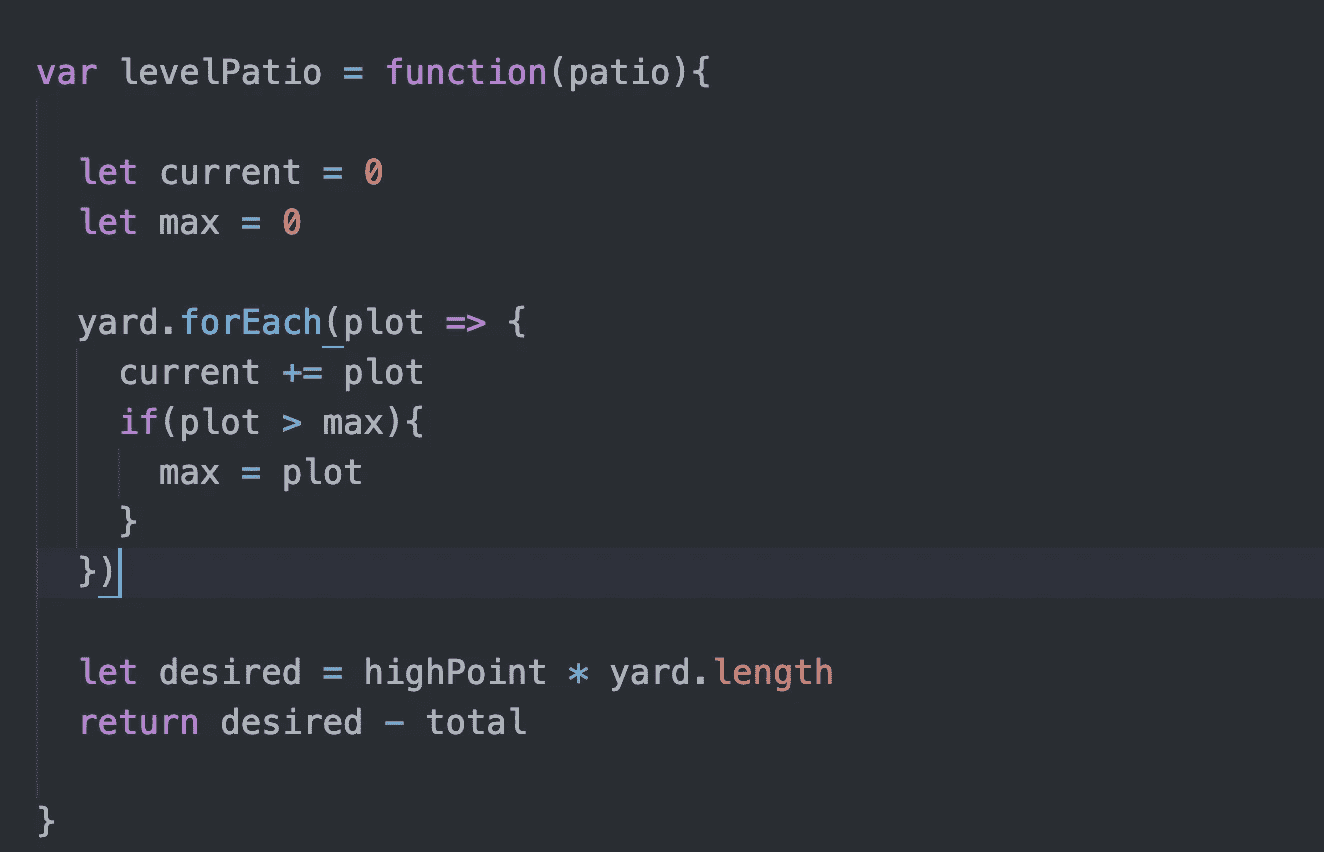 var levelPatio = function(patio){
let current = 0
let max = 0
yard.forEach(plot => {
current += plot
if(plot > max){
max = plot
}
})
let desired = highPoint * yard.length
return desired - total
}